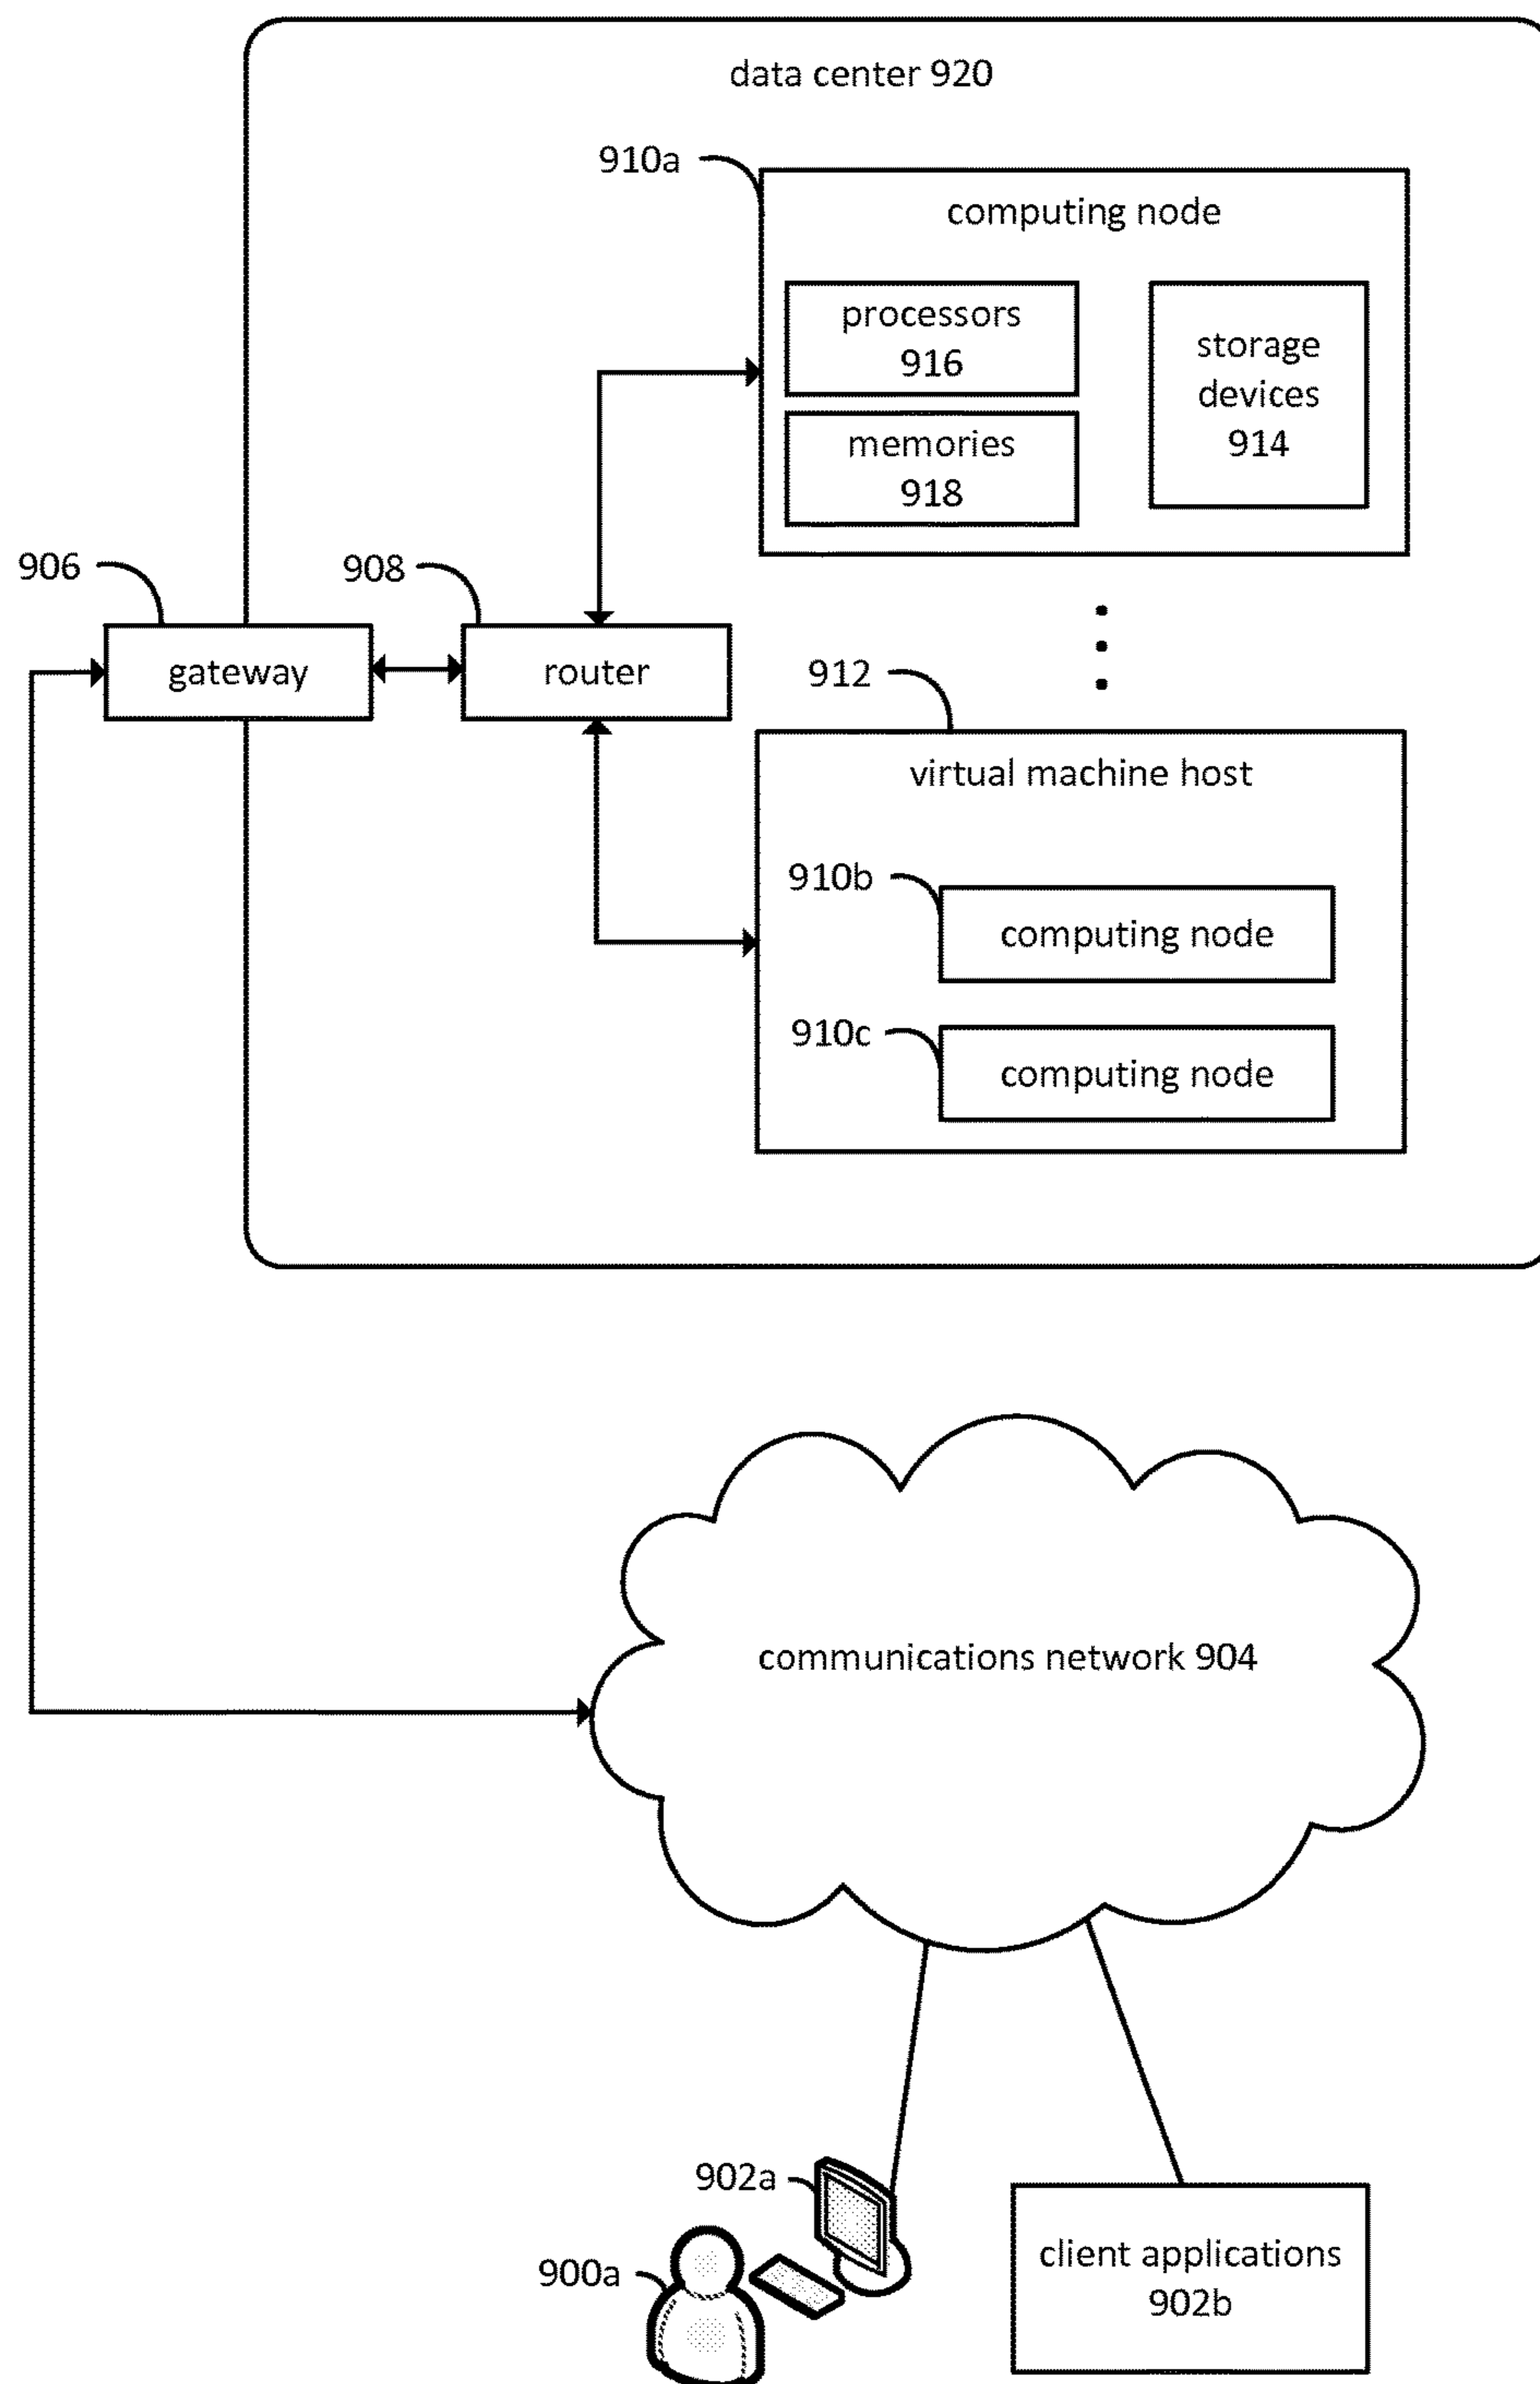 data center 920
910a
computing node
processors
916
storage
devices
914
memories
918
906
908
gateway
router
912
virtual machine host
910b
computing node
910c
computing node
communications network 904
902a
900a
client applications
902b